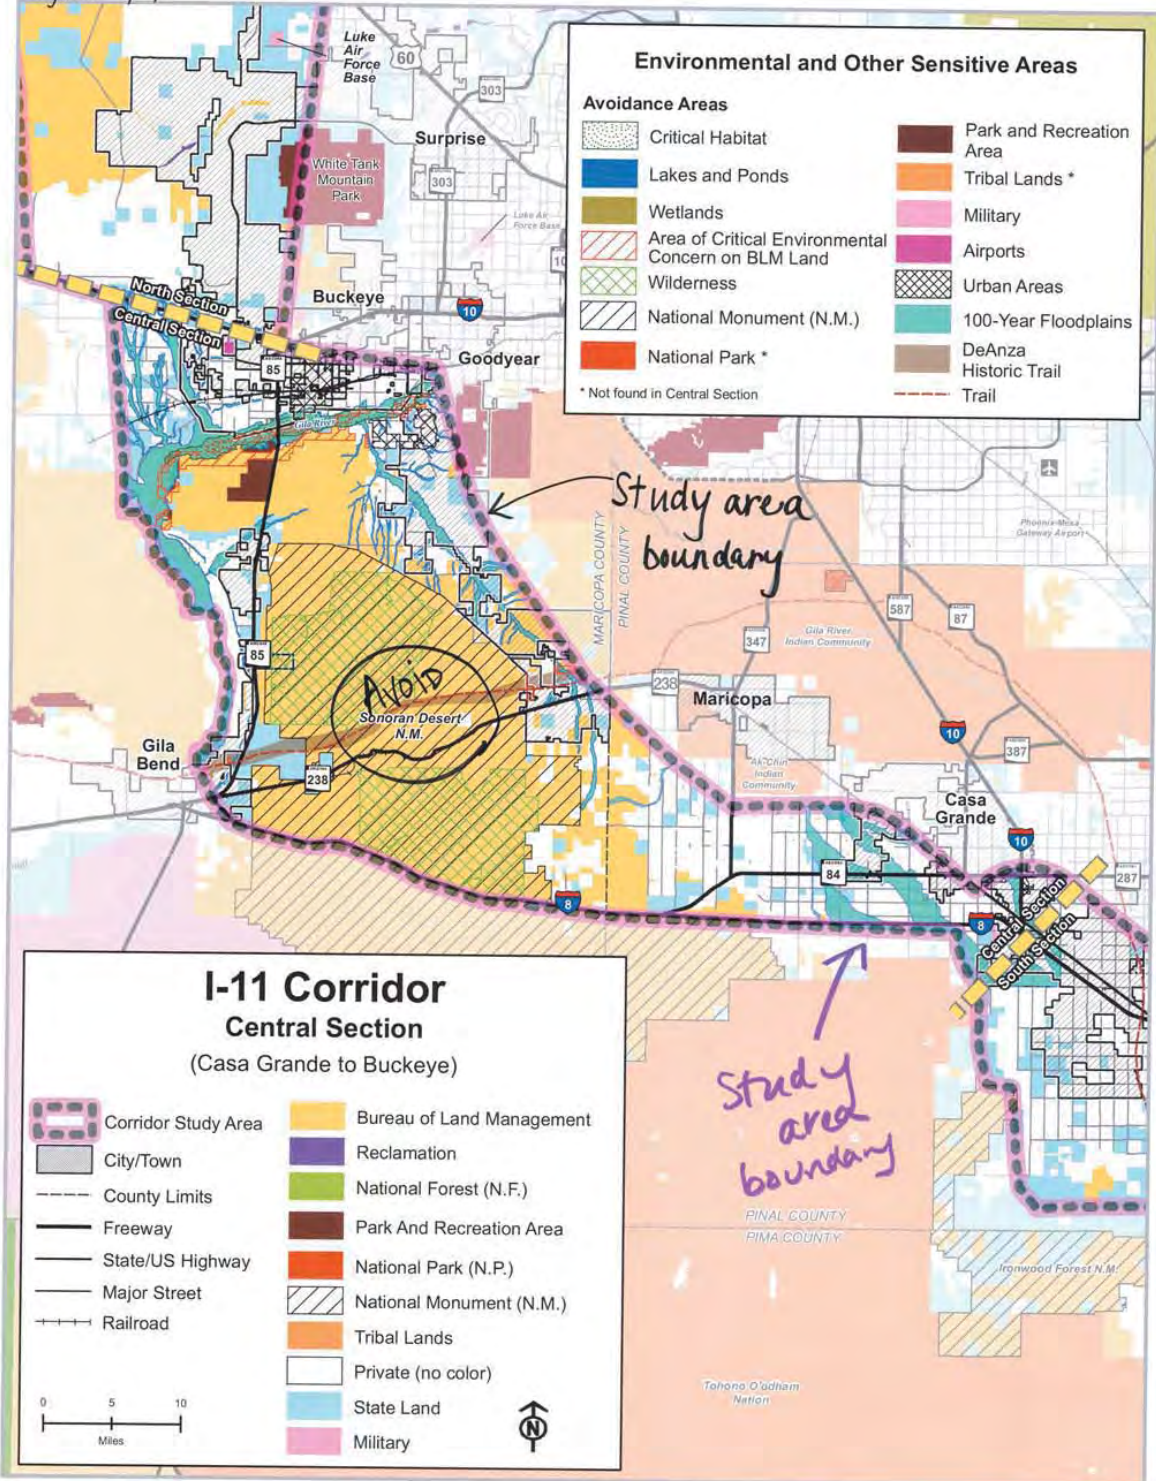 Luke
Air
Force
Base
60
303
Surprise
White Tank
Mountain
Park
303
Luke Air
Force Base
10
North Section
Central Section
Buckeye
10
Goodyear
85
Gila River
Environmental and Other Sensitive Areas
Avoidance Areas
Critical Habitat
Lakes and Ponds
Wetlands
Area of Critical Environmental
Concern on BLM Land
Wilderness
National Monument (N.M.)
National Park *
* Not found in Central Section
Park and Recreation
Area
Tribal Lands *
Military
Airports
Urban Areas
100-Year Floodplains
DeAnza
Historic Trail
Trail
Study area
boundary
MARICOPA COUNTY
PINAL COUNTY
Phoenix-Mesa
Gateway Airport
587
87
347
Gila River
Indian Community
85
AVOID
Sonoran Desert
N.M.
238
Maricopa
10
387
Gila
Bend
238
Ak-Chin
Indian
Community
Casa
Grande
10
287
84
8
8
Central Section
South Section
Study
area
boundary
I-11 Corridor
Central Section
(Casa Grande to Buckeye)
Corridor Study Area
City/Town
County Limits
Freeway
State/US Highway
Major Street
Railroad
Bureau of Land Management
Reclamation
National Forest (N.F.)
Park And Recreation Area
National Park (N.P.)
National Monument (N.M.)
Tribal Lands
Private (no color)
State Land
Military
0 5 10
Miles
N
PINAL COUNTY
PIMA COUNTY
Ironwood Forest N.M.
Tohono O'odham
Nation